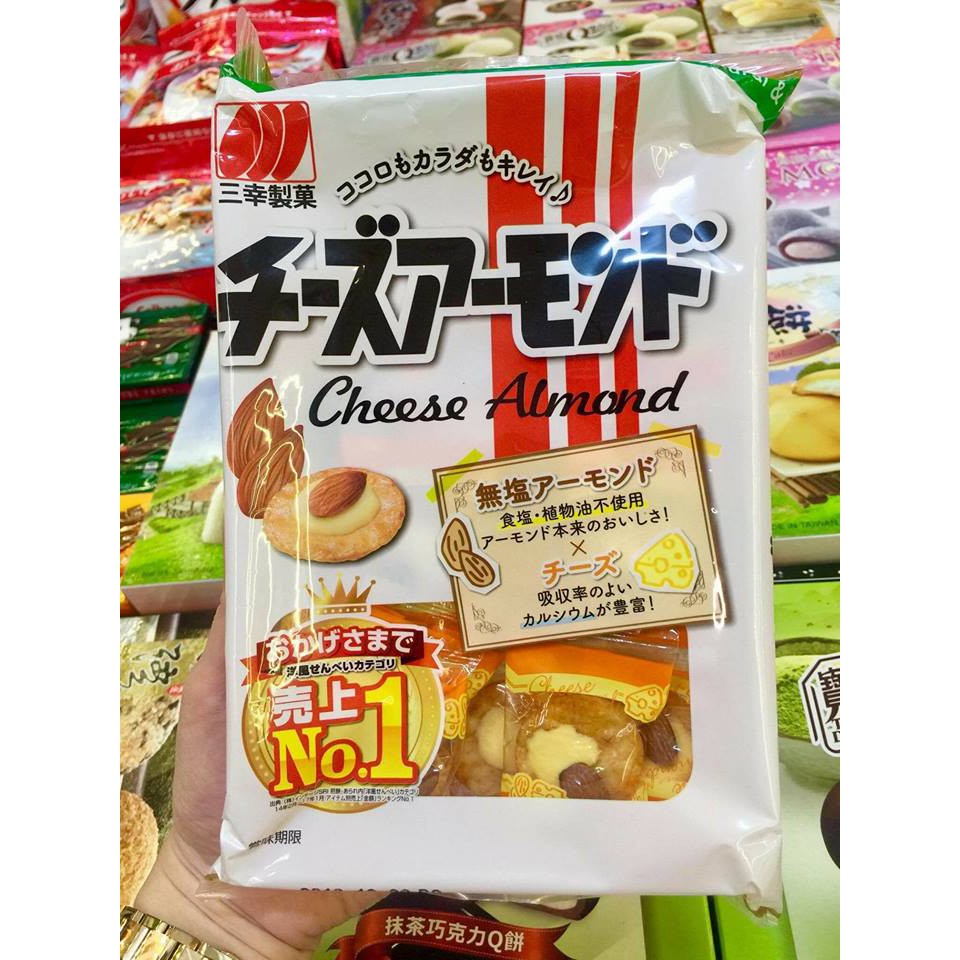 三幸製菓
ココロもカラダもキレイ♪
チーズアーモンド
Cheese Almond
無塩アーモンド
食塩・植物油不使用
アーモンド本来のおいしさ!
×
チーズ
吸収率のよい
カルシウムが豊富!
おかげさまで
洋風せんべいカテゴリ
売上
No.1
Cheese
期限
抹茶巧克力Q餅
MADE IN TAIWAN